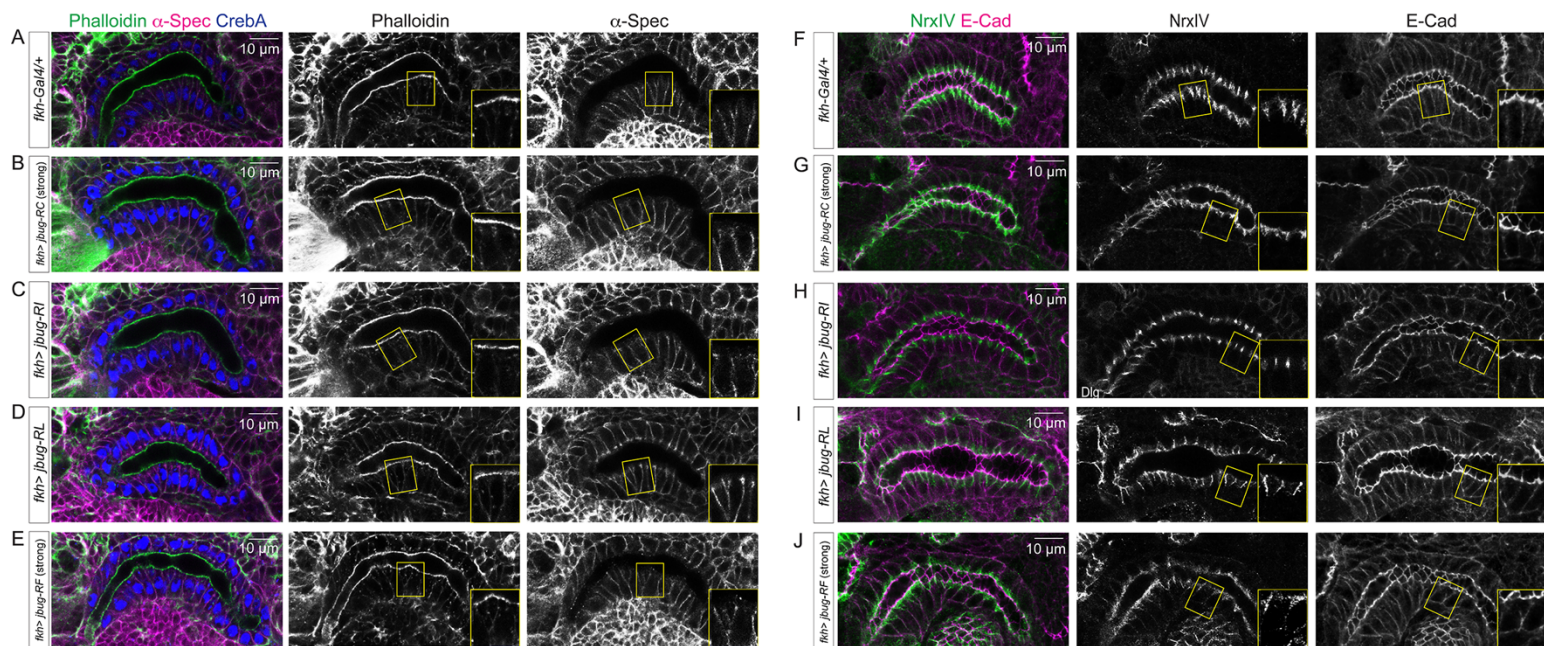 Phalloidin α-Spec CrebA
Phalloidin
α-Spec
A
fkh-Gal4/+
10 µm
B
fkh> jbug-RC (strong)
10 µm
C
fkh> jbug-RI
10 µm
D
fkh> jbug-RL
10 µm
E
fkh> jbug-RF (strong)
10 µm
NrxIV E-Cad
NrxIV
E-Cad
F
fkh-Gal4/+
10 µm
G
fkh> jbug-RC (strong)
10 µm
H
fkh> jbug-RI
10 µm
Dlg
I
fkh> jbug-RL
10 µm
J
fkh> jbug-RF (strong)
10 µm